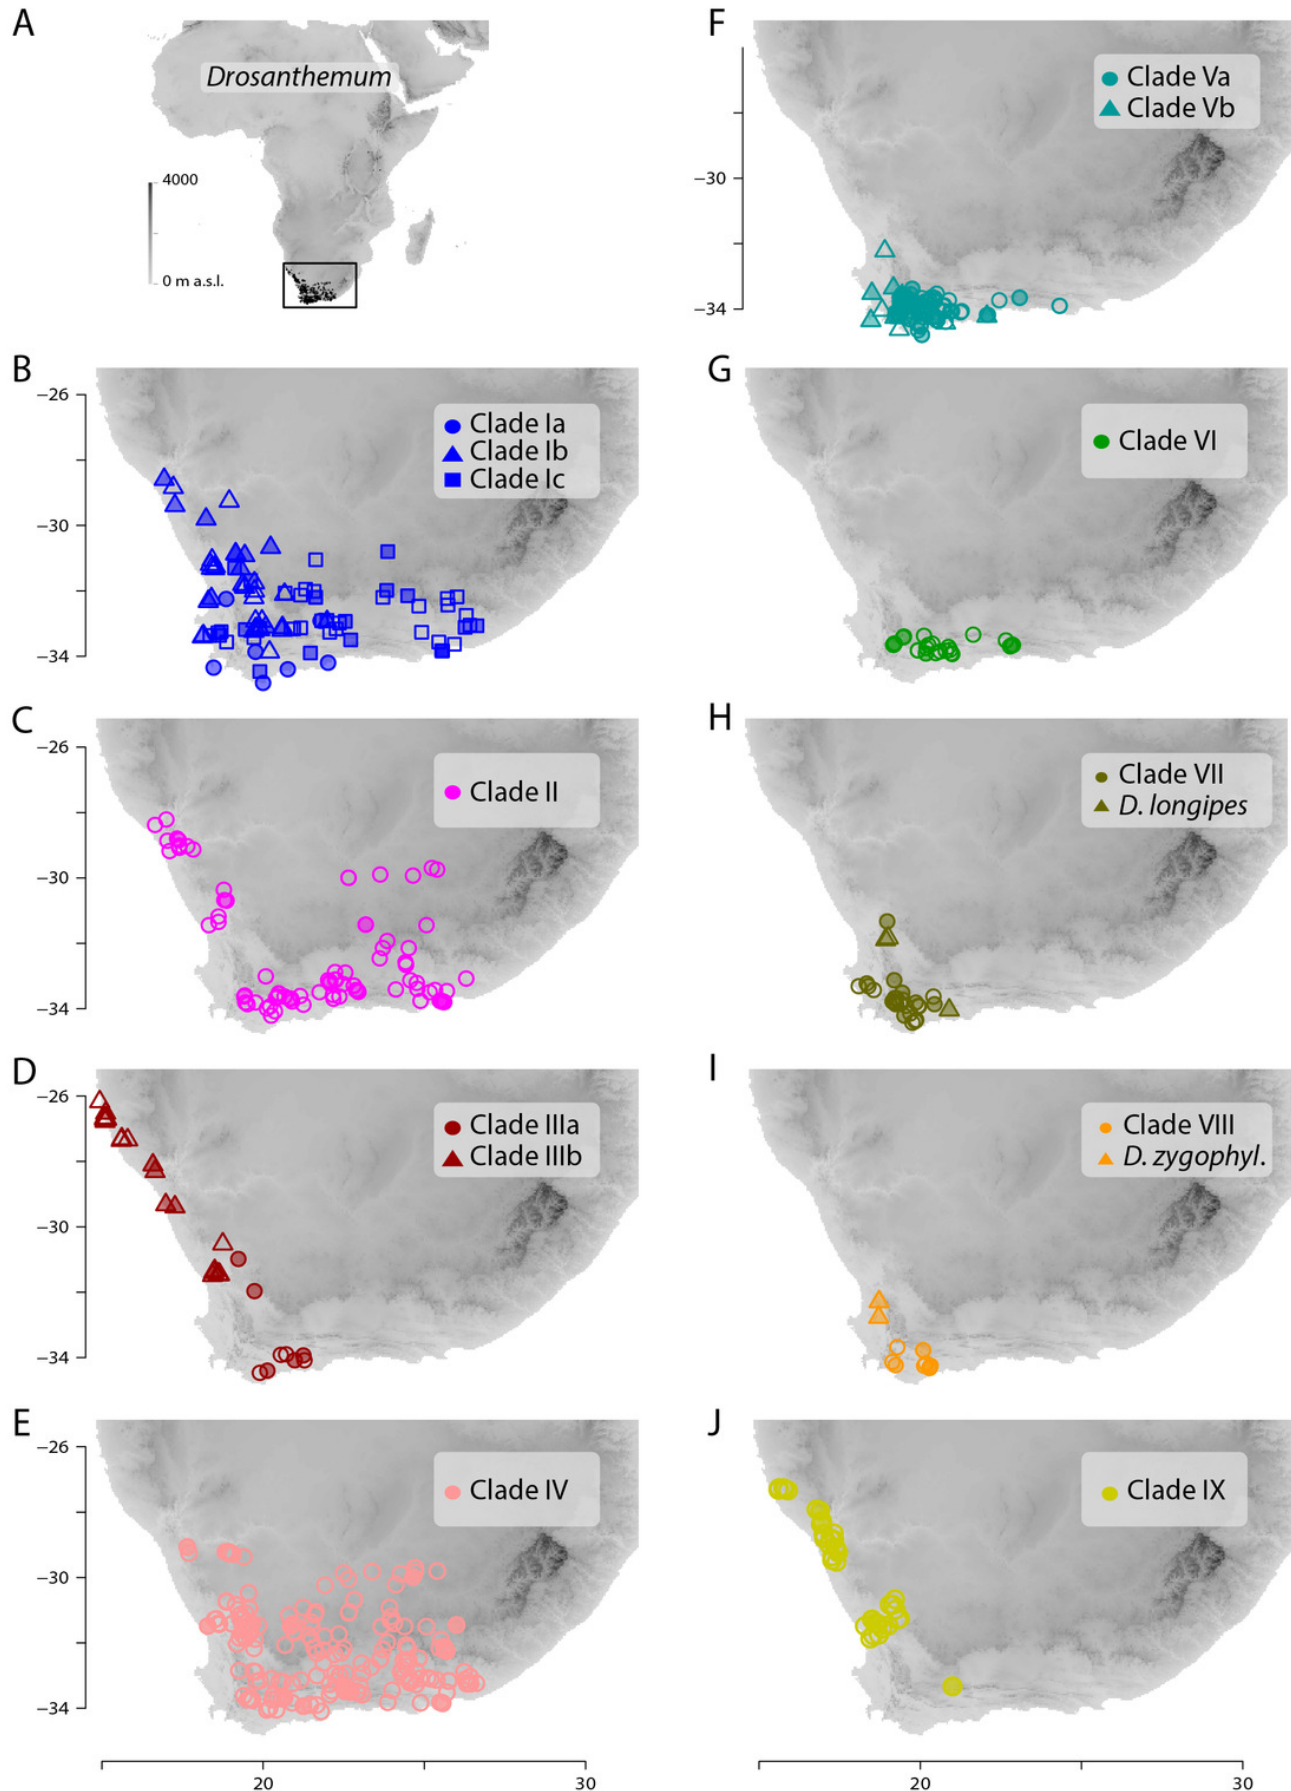 A
Drosanthemum
4000
0 m a.s.l.
B
−26
−30
−34
Clade Ia
Clade Ib
Clade Ic
C
−26
−30
−34
Clade II
D
−26
−30
−34
Clade IIIa
Clade IIIb
E
−26
−30
−34
Clade IV
20
30
F
−30
−34
Clade Va
Clade Vb
G
Clade VI
H
Clade VII
D. longipes
I
Clade VIII
D. zygophyl.
J
Clade IX
20
30